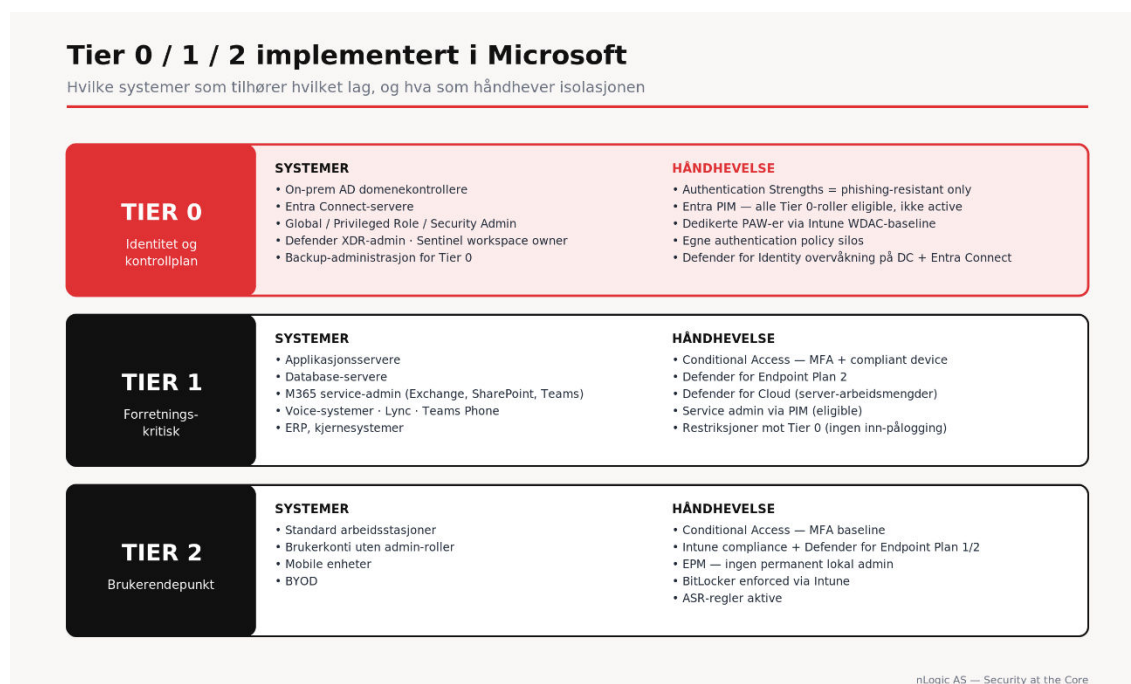 Tier 0 / 1 / 2 implementert i Microsoft
Hvilke systemer som tilhører hvilket lag, og hva som håndhever isolasjonen
TIER 0
Identitet og
kontrollplan
SYSTEMER
• On-prem AD domenekontrollere
• Entra Connect-servere
• Global / Privileged Role / Security Admin
• Defender XDR-admin · Sentinel workspace owner
• Backup-administrasjon for Tier 0
HÅNDHEVELSE
• Authentication Strengths = phishing-resistant only
• Entra PIM — alle Tier 0-roller eligible, ikke active
• Dedikerte PAW-er via Intune WDAC-baseline
• Egne authentication policy silos
• Defender for Identity overvåkning på DC + Entra Connect
TIER 1
Forretnings-
kritisk
SYSTEMER
• Applikasjonsservere
• Database-servere
• M365 service-admin (Exchange, SharePoint, Teams)
• Voice-systemer · Lync · Teams Phone
• ERP, kjernesystemer
HÅNDHEVELSE
• Conditional Access — MFA + compliant device
• Defender for Endpoint Plan 2
• Defender for Cloud (server-arbeidsmengder)
• Service admin via PIM (eligible)
• Restriksjoner mot Tier 0 (ingen inn-pålogging)
TIER 2
Brukerendepunkt
SYSTEMER
• Standard arbeidsstasjoner
• Brukerkonti uten admin-roller
• Mobile enheter
• BYOD
HÅNDHEVELSE
• Conditional Access — MFA baseline
• Intune compliance + Defender for Endpoint Plan 1/2
• EPM — ingen permanent lokal admin
• BitLocker enforced via Intune
• ASR-regler aktive
nLogic AS — Security at the Core